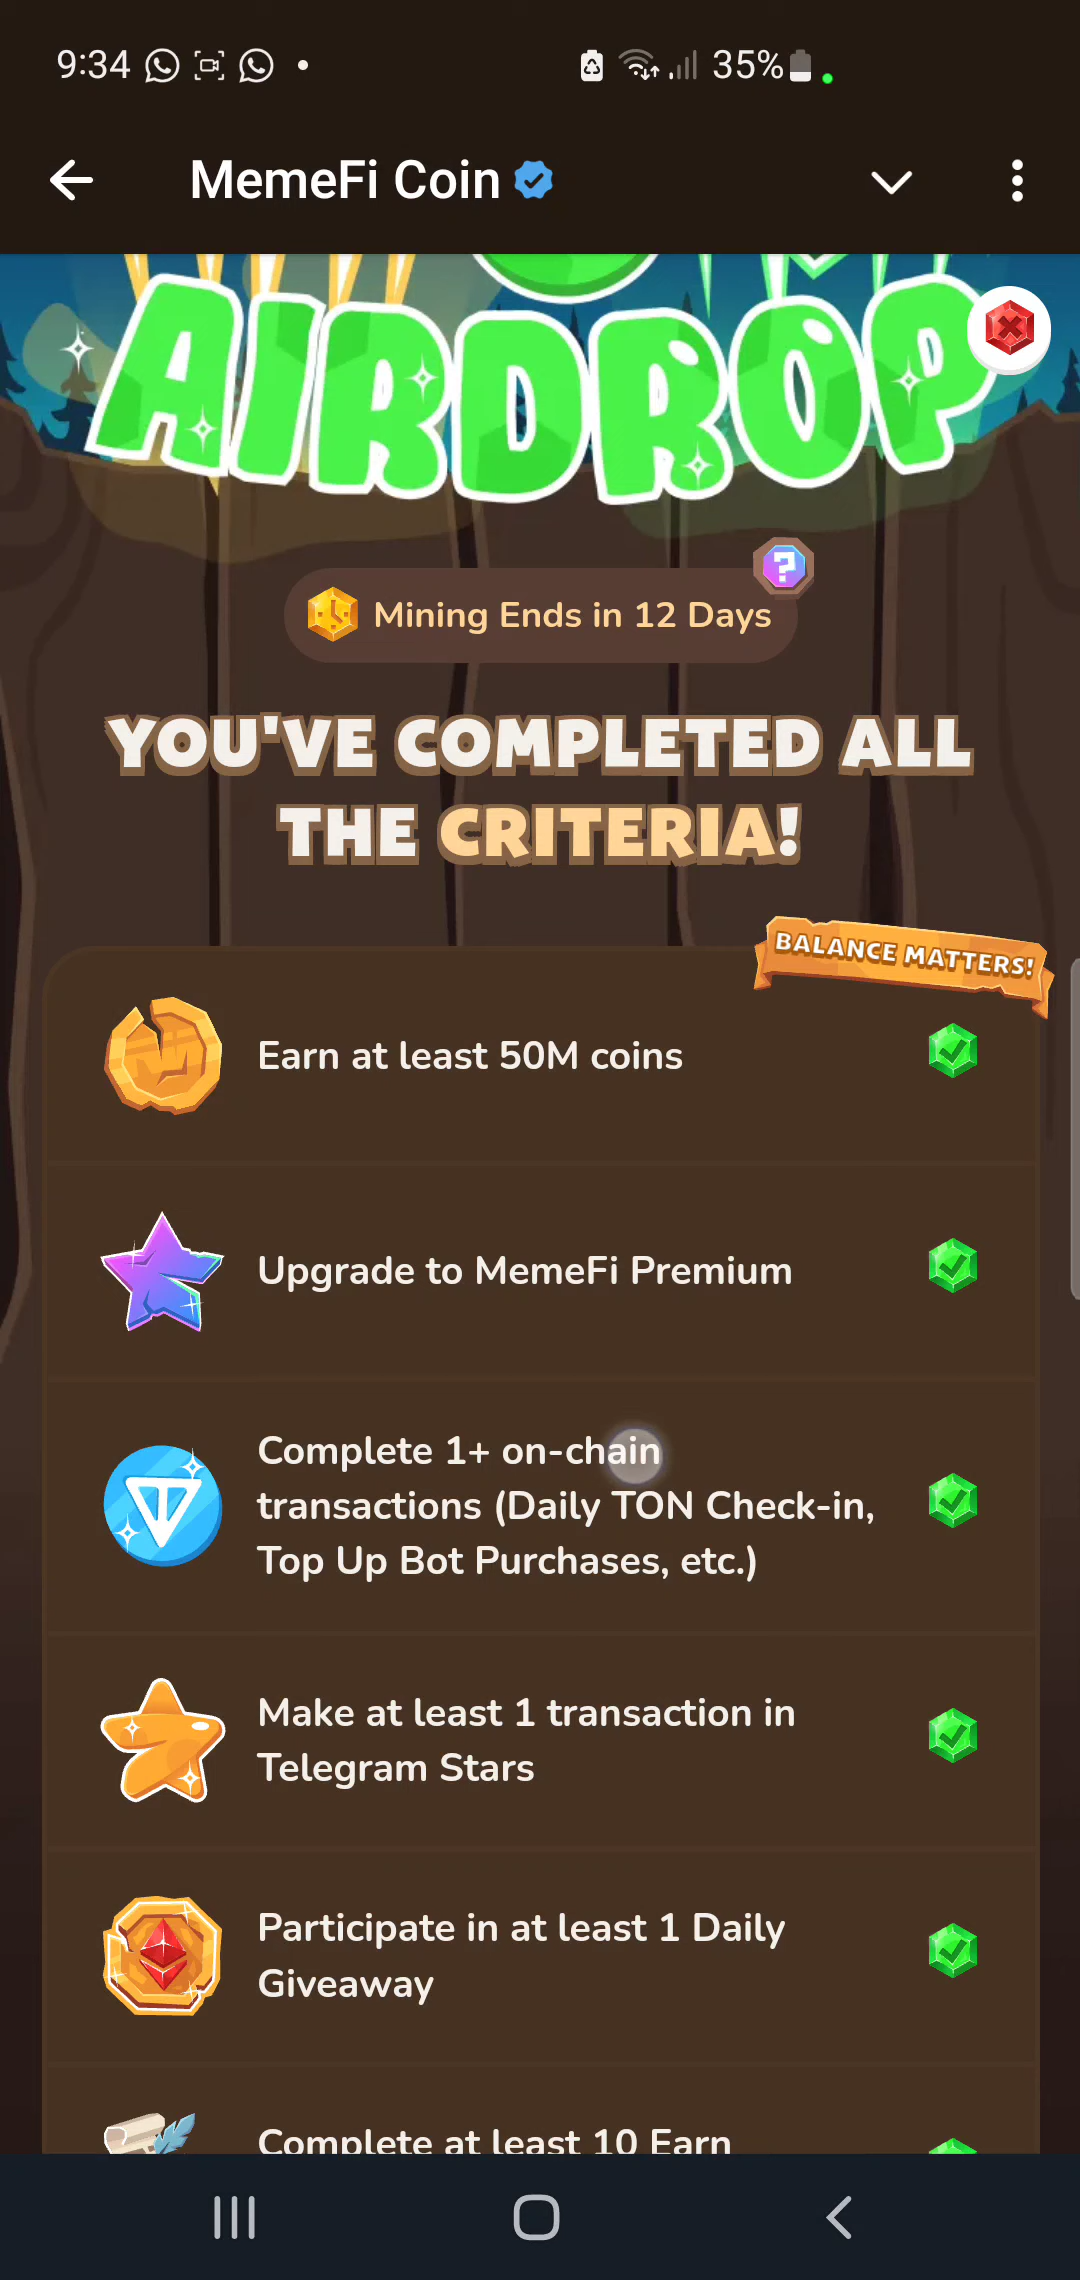 9:34
35%
MemeFi Coin
AIRDROP
Mining Ends in 12 Days
YOU'VE COMPLETED ALL
THE CRITERIA!
BALANCE MATTERS!
Earn at least 50M coins
Upgrade to MemeFi Premium
Complete 1+ on-chain
transactions (Daily TON Check-in,
Top Up Bot Purchases, etc.)
Make at least 1 transaction in
Telegram Stars
Participate in at least 1 Daily
Giveaway
Complete at least 10 Earn